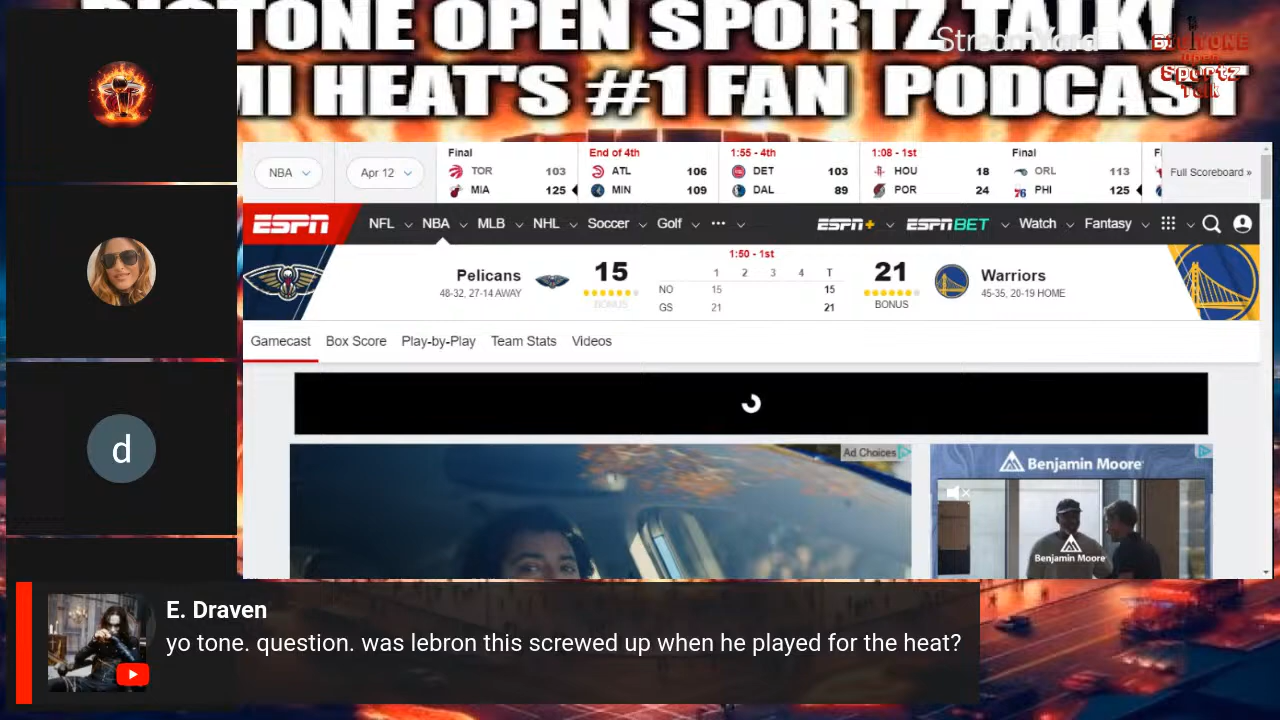 BIGTONE OPEN SPORTZ TALK!
MI HEAT'S #1 FAN PODCAST
StreamYard
BIGTONE
Open
Sportz
Talk
NBA
Apr 12
Final
TOR 103
MIA 125
End of 4th
ATL 106
MIN 109
1:55 - 4th
DET 103
DAL 89
1:08 - 1st
HOU 18
POR 24
Final
ORL 113
PHI 125
Full Scoreboard »
ESPN NFL NBA MLB NHL Soccer Golf ••• ESPN+ ESPNBET Watch Fantasy
1:50 - 1st
Pelicans 15
48-32, 27-14 AWAY
BONUS
1 2 3 4 T
NO 15 15
GS 21 21
21 Warriors
BONUS 45-35, 20-19 HOME
Gamecast Box Score Play-by-Play Team Stats Videos
Ad Choices
Benjamin Moore
Benjamin Moore
d
E. Draven
yo tone. question. was lebron this screwed up when he played for the heat?